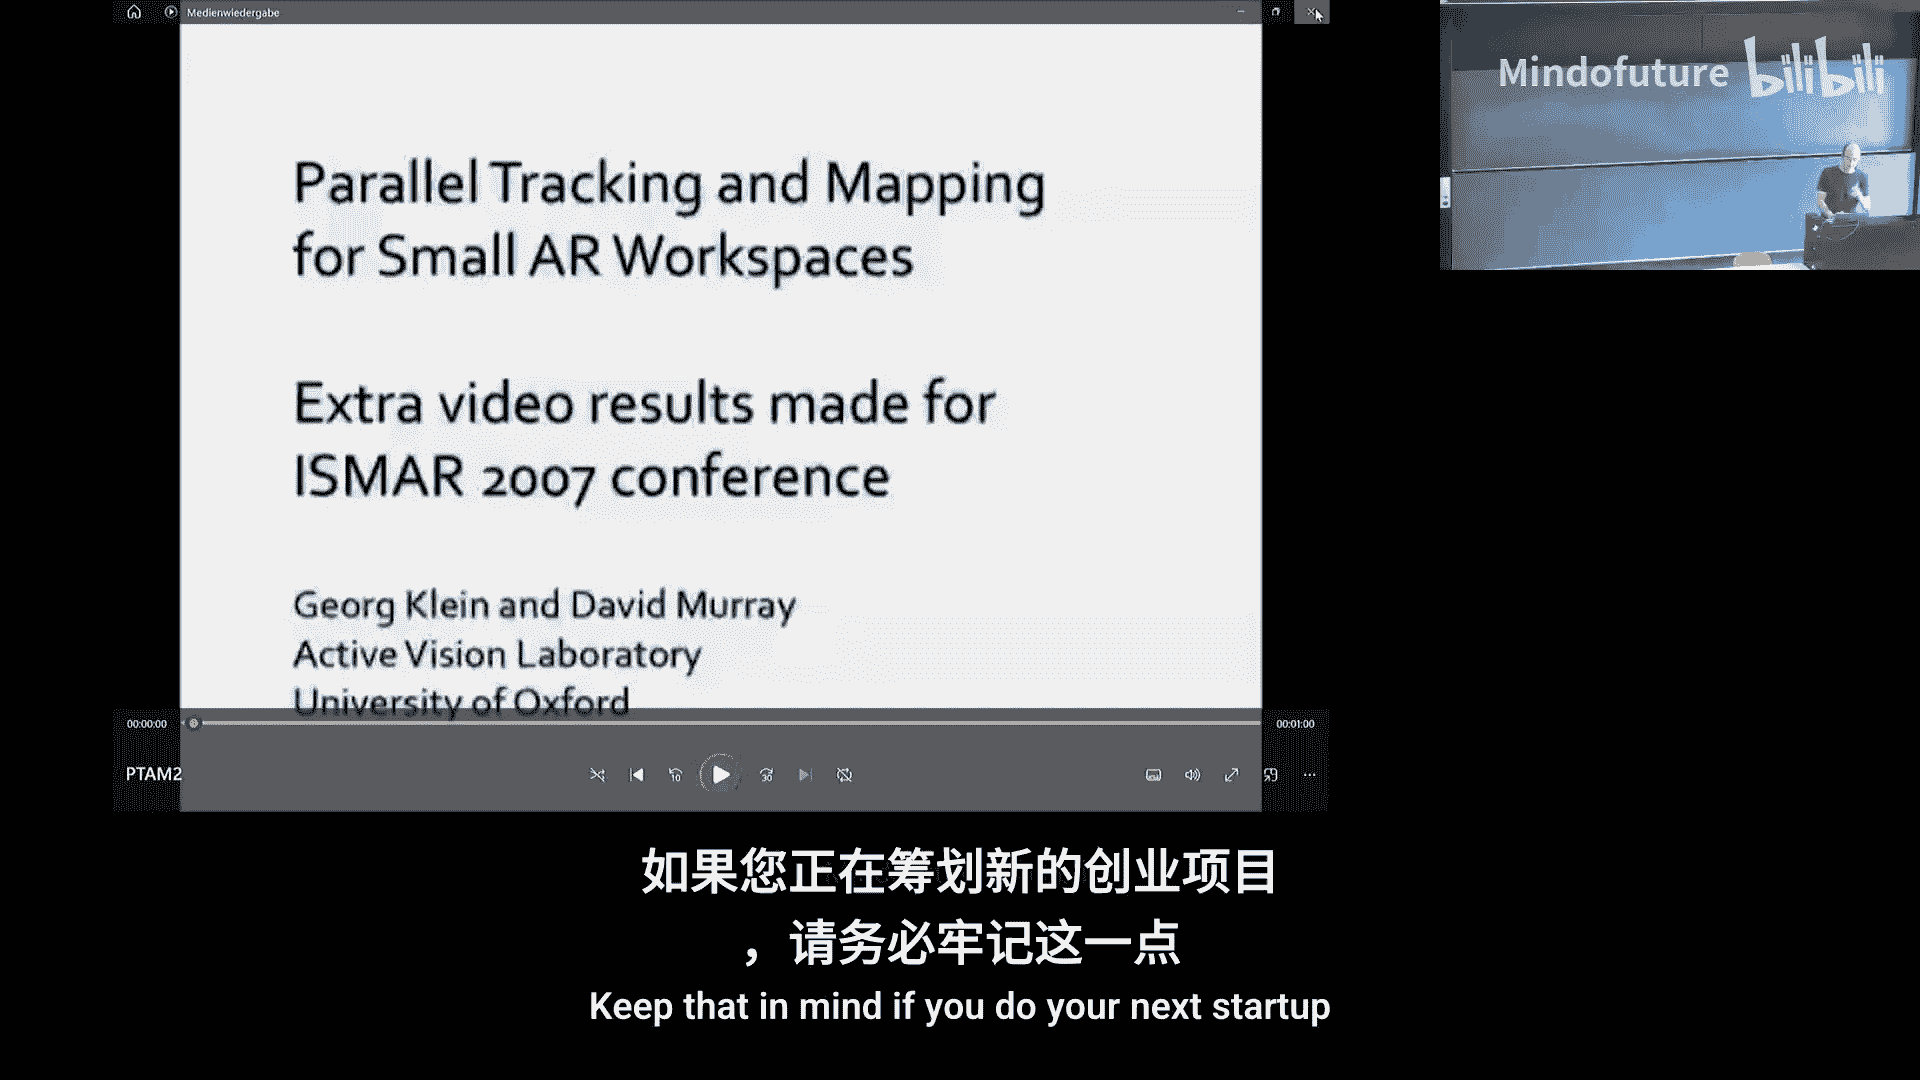 Medienwiedergabe
Mindofuture bilibili
Parallel Tracking and Mapping
for Small AR Workspaces
Extra video results made for
ISMAR 2007 conference
Georg Klein and David Murray
Active Vision Laboratory
University of Oxford
00:00:00
00:01:00
PTAM2
10
30
如果您正在筹划新的创业项目
，请务必牢记这一点
Keep that in mind if you do your next startup